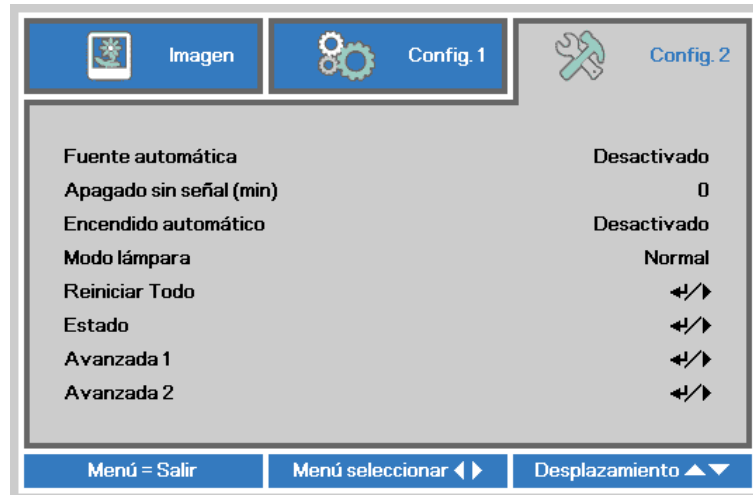 Imagen
Config. 1
Config. 2
Fuente automática Desactivado
Apagado sin señal (min) 0
Encendido automático Desactivado
Modo lámpara Normal
Reiniciar Todo
Estado
Avanzada 1
Avanzada 2
Menú = Salir
Menú seleccionar
Desplazamiento